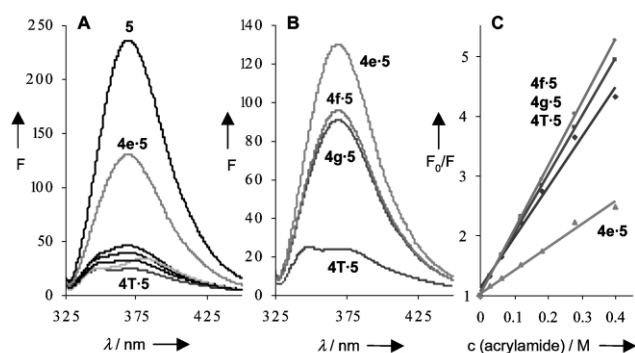 A
B
C
5
4e·5
4T·5
250
200
150
100
50
0
F
325
375
425
λ / nm
4e·5
4f·5
4g·5
4T·5
140
120
100
80
60
40
20
0
F
325
375
425
λ / nm
4f·5
4g·5
4T·5
4e·5
5
4
3
2
1
F₀/F
0
0.1
0.2
0.3
0.4
c (acrylamide) / M